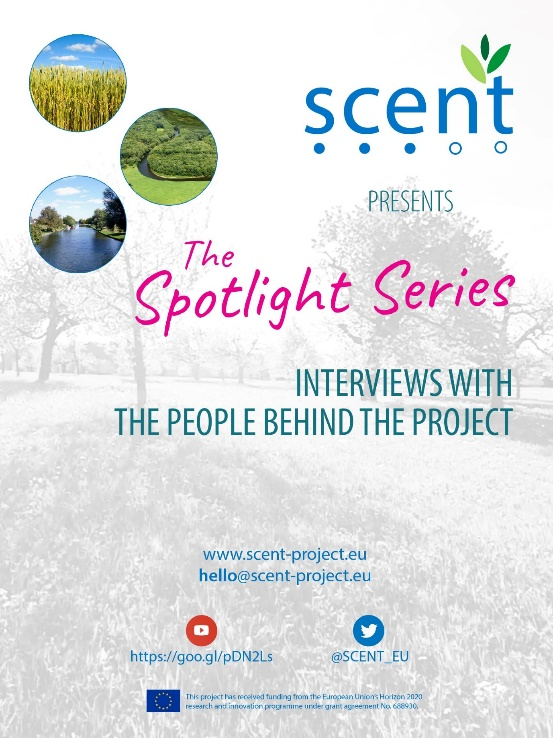 scent
PRESENTS
The
Spotlight Series
INTERVIEWS WITH
THE PEOPLE BEHIND THE PROJECT
www.scent-project.eu
hello@scent-project.eu
https://goo.gl/pDN2Ls
@SCENT_EU
This project has received funding from the European Union's Horizon 2020
research and innovation programme under grant agreement No. 688930.